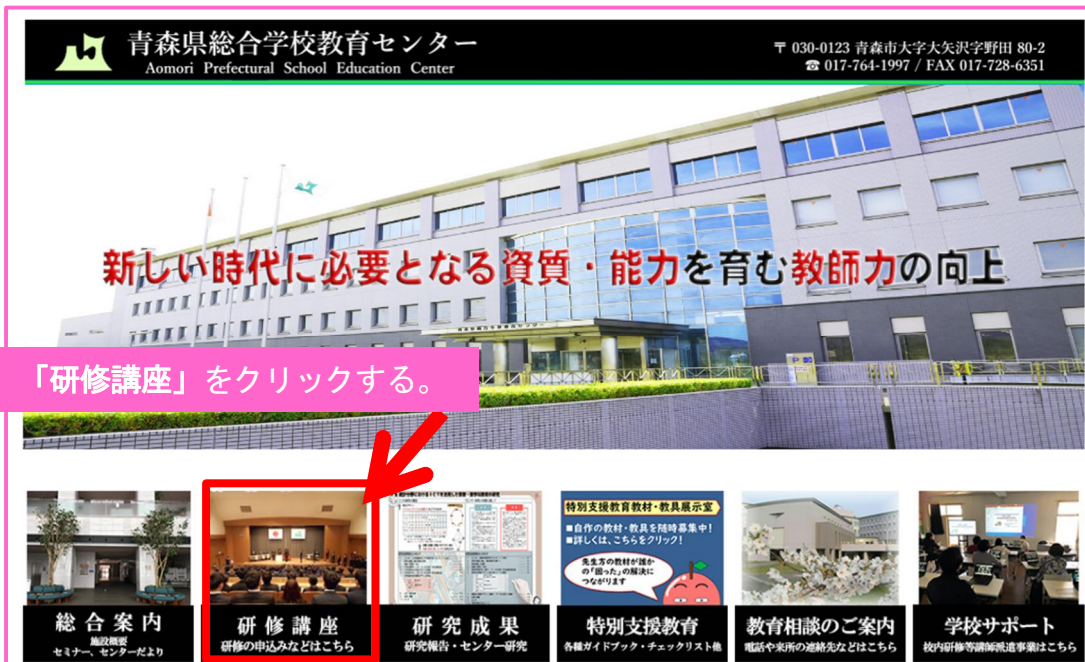 青森県総合学校教育センター
Aomori Prefectural School Education Center
〒030-0123 青森市大字大矢沢字野田 80-2
☎ 017-764-1997 / FAX 017-728-6351
新しい時代に必要となる資質・能力を育む教師力の向上
「研修講座」をクリックする。
特別支援教育教材・教具展示室
■自作の教材・教具を随時募集中！
■詳しくは、こちらをクリック！
先生方の教材が誰か
の「困った」の解決に
つながります
総合案内
施設概要
セミナー、センターだより
研修講座
研修の申込みなどはこちら
研究成果
研究報告・センター研究
特別支援教育
各種ガイドブック・チェックリスト他
教育相談のご案内
電話や来所の連絡先などはこちら
学校サポート
校内研修等講師派遣事業はこちら